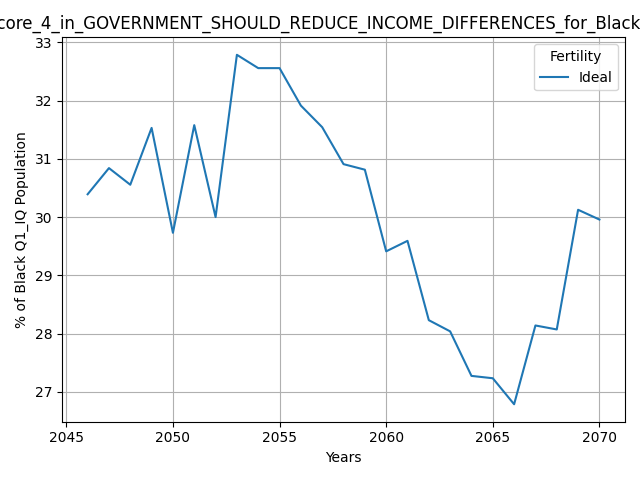 core_4_in_GOVERNMENT_SHOULD_REDUCE_INCOME_DIFFERENCES_for_Black
33
32
31
30
29
28
27
% of Black Q1_IQ Population
Fertility
Ideal
2045
2050
2055
2060
2065
2070
Years